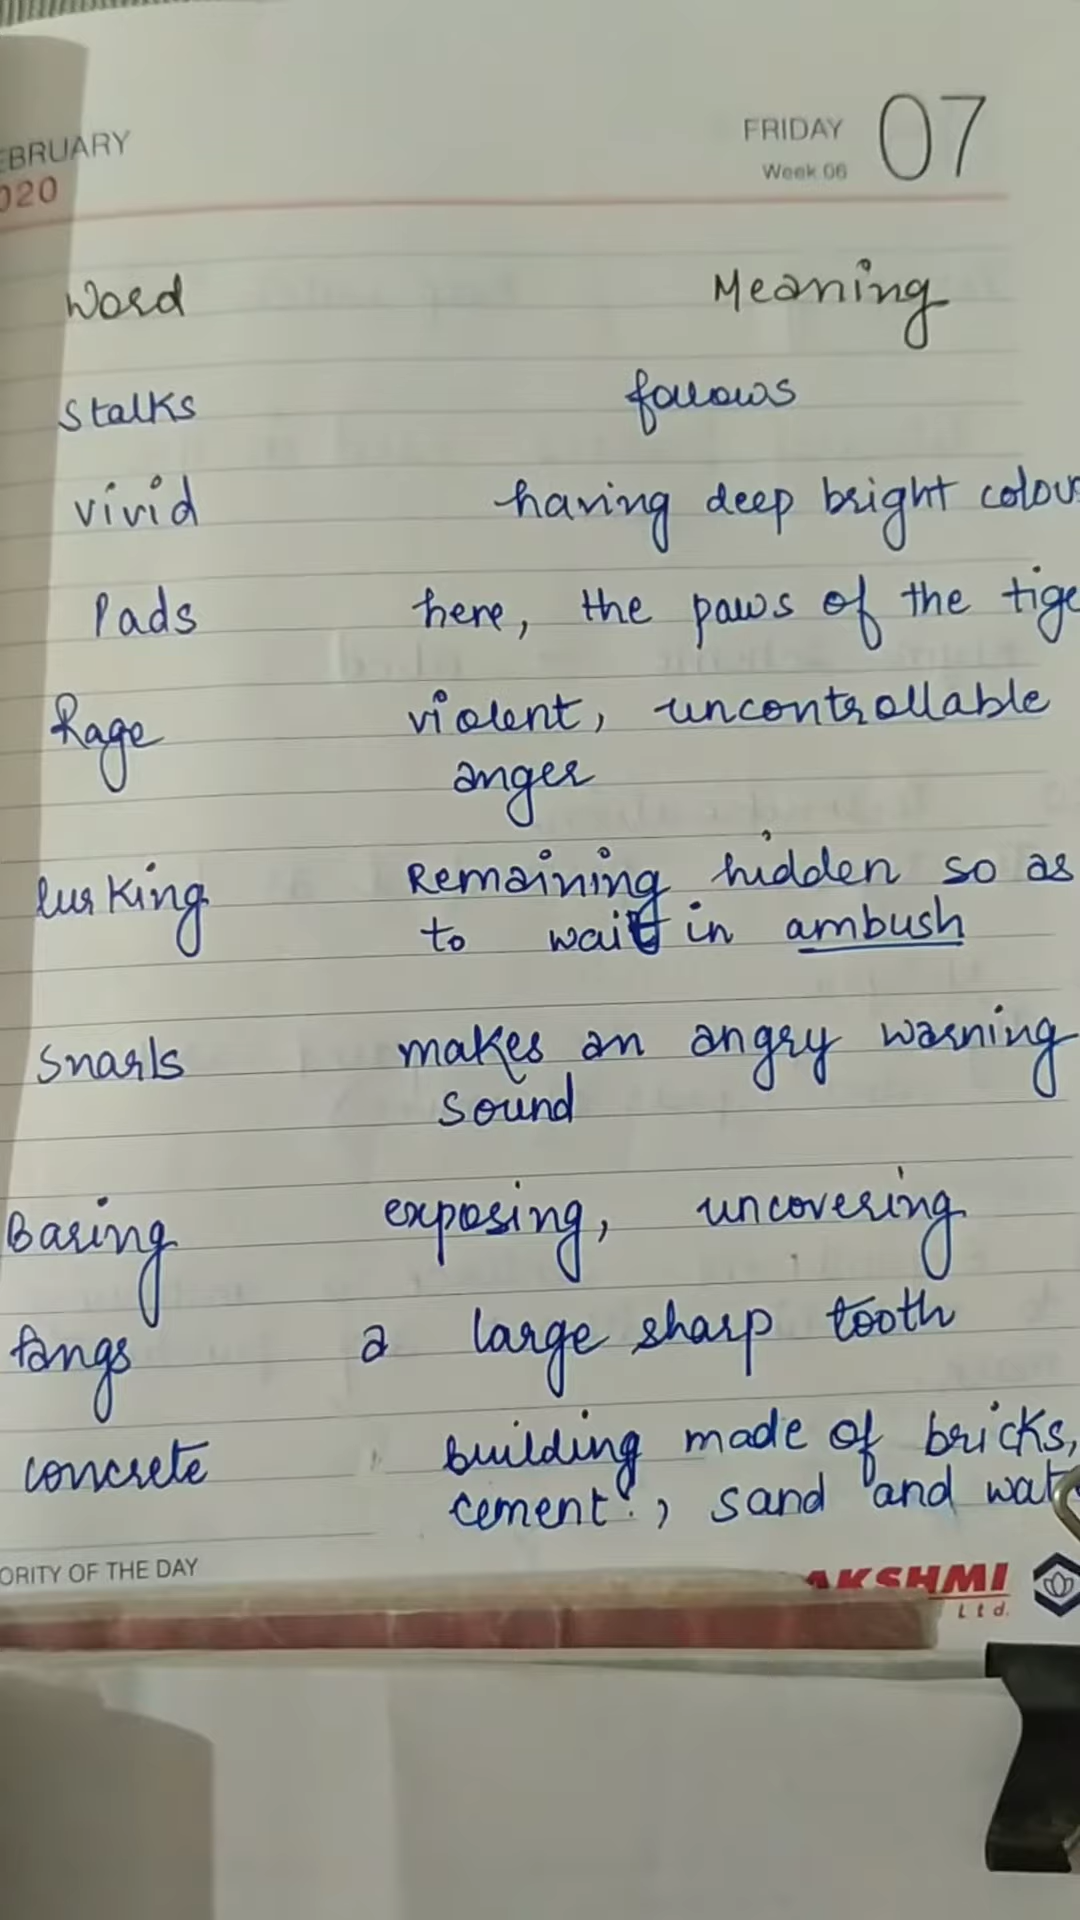 EBRUARY
020
FRIDAY
Week 06
07
Word Meaning
Stalks follows
vivid having deep bright colou
Pads here, the paws of the tige
Rage violent, uncontrollable
anger
lurking Remaining hidden so as
to wait in ambush
Snarls makes an angry warning
sound
Baring exposing, uncovering
fangs a large sharp tooth
concrete building made of bricks,
cement, sand and wat
ORITY OF THE DAY
AKSHMI
Ltd.